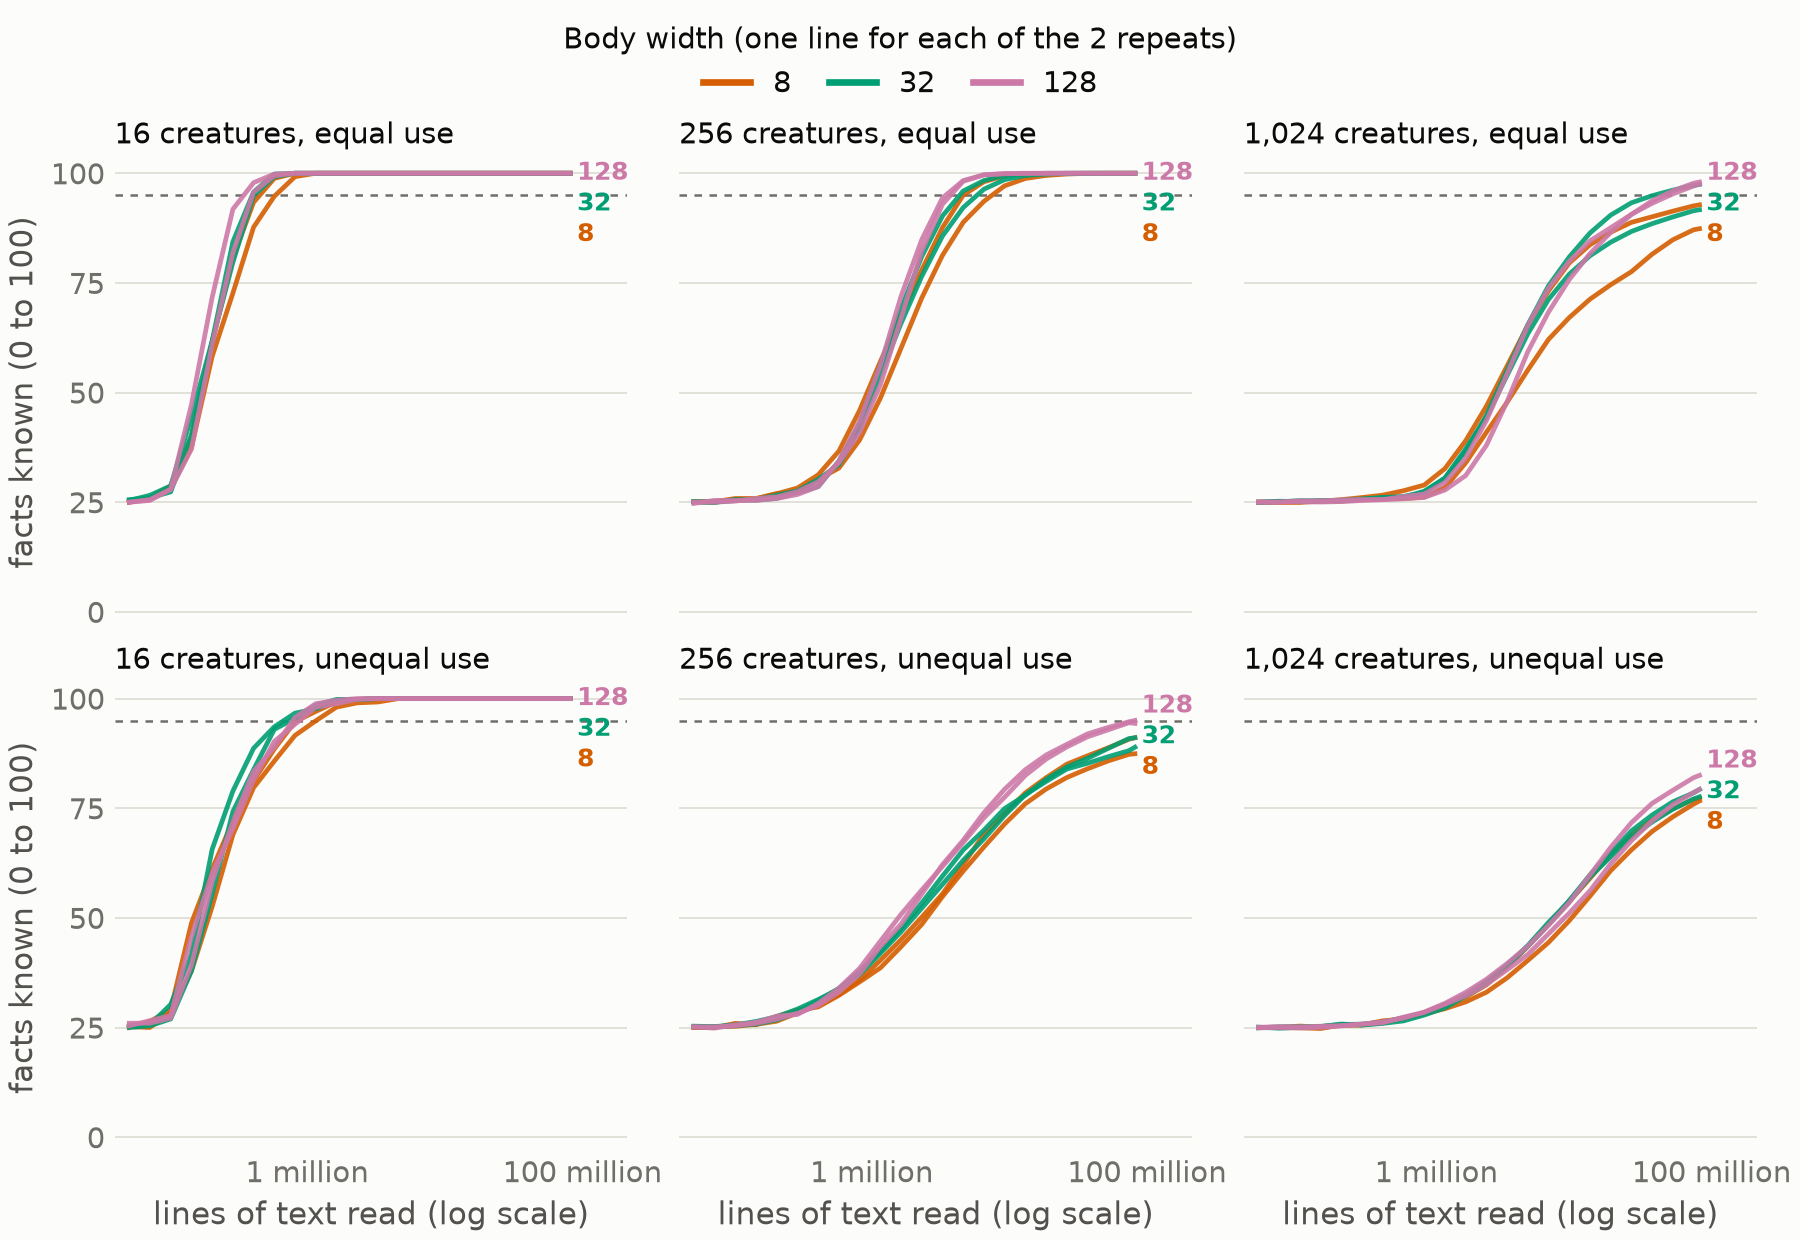 Body width (one line for each of the 2 repeats)
8 32 128
16 creatures, equal use
256 creatures, equal use
1,024 creatures, equal use
facts known (0 to 100)
100
75
50
25
0
128
32
8
128
32
8
128
32
8
16 creatures, unequal use
256 creatures, unequal use
1,024 creatures, unequal use
facts known (0 to 100)
100
75
50
25
0
128
32
8
128
32
8
128
32
8
1 million 100 million
1 million 100 million
1 million 100 million
lines of text read (log scale)
lines of text read (log scale)
lines of text read (log scale)